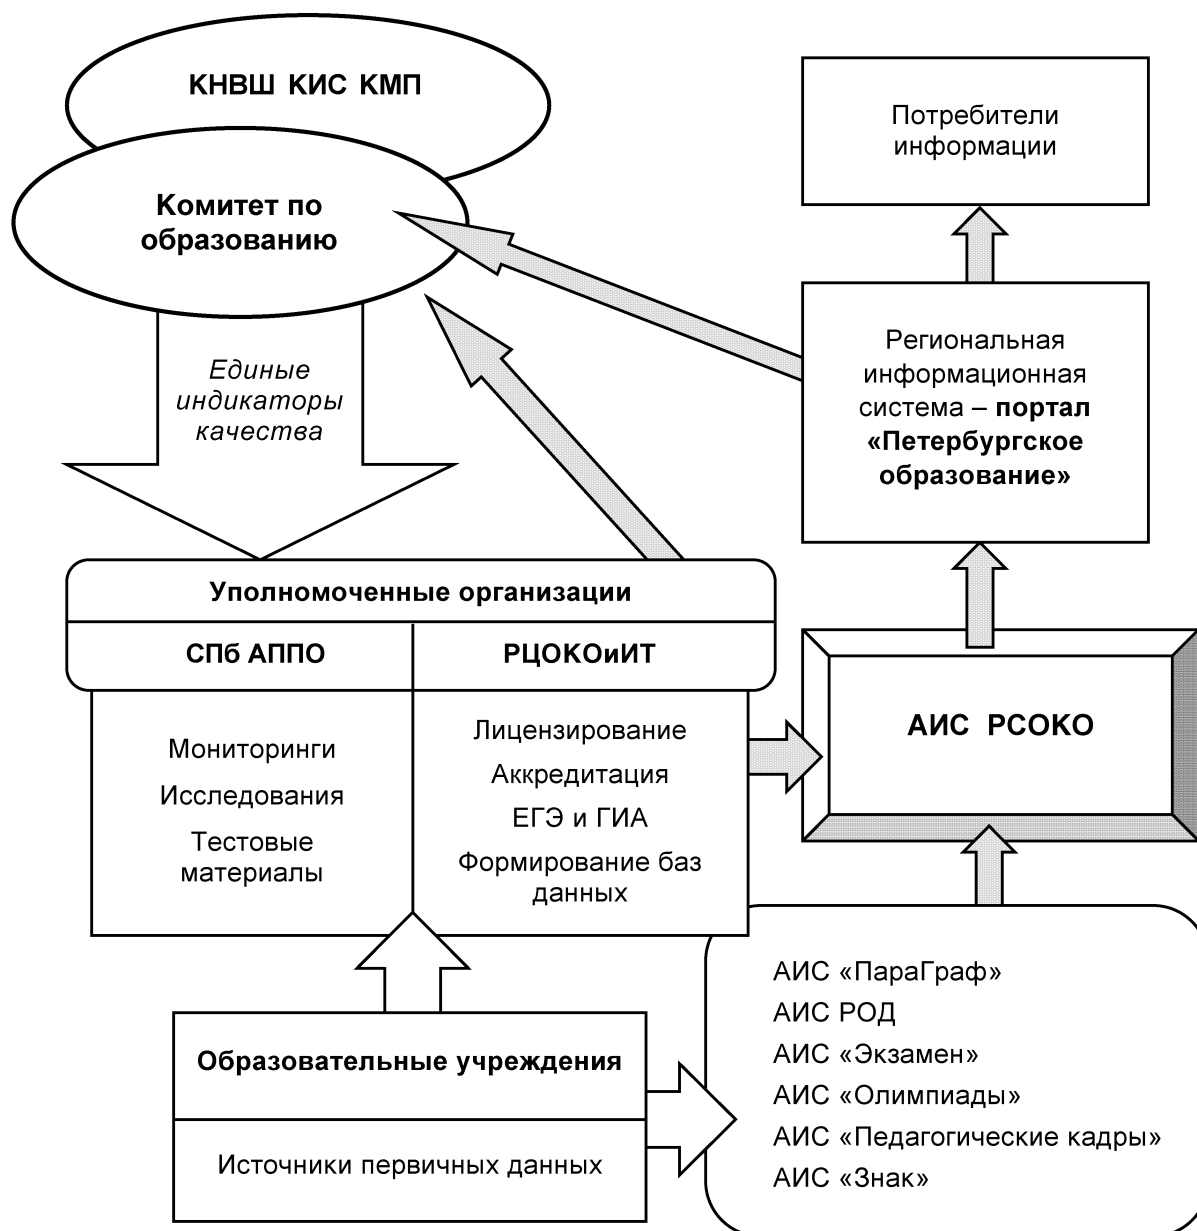 КНВШ КИС КМП
Комитет по
образованию
Потребители
информации
Единые
индикаторы
качества
Региональная
информационная
система – портал
«Петербургское
образование»
Уполномоченные организации
СПб АППО
РЦОКОиИТ
Мониторинги
Исследования
Тестовые
материалы
Лицензирование
Аккредитация
ЕГЭ и ГИА
Формирование баз
данных
АИС РСОКО
Образовательные учреждения
Источники первичных данных
АИС «ПараГраф»
АИС РОД
АИС «Экзамен»
АИС «Олимпиады»
АИС «Педагогические кадры»
АИС «Знак»